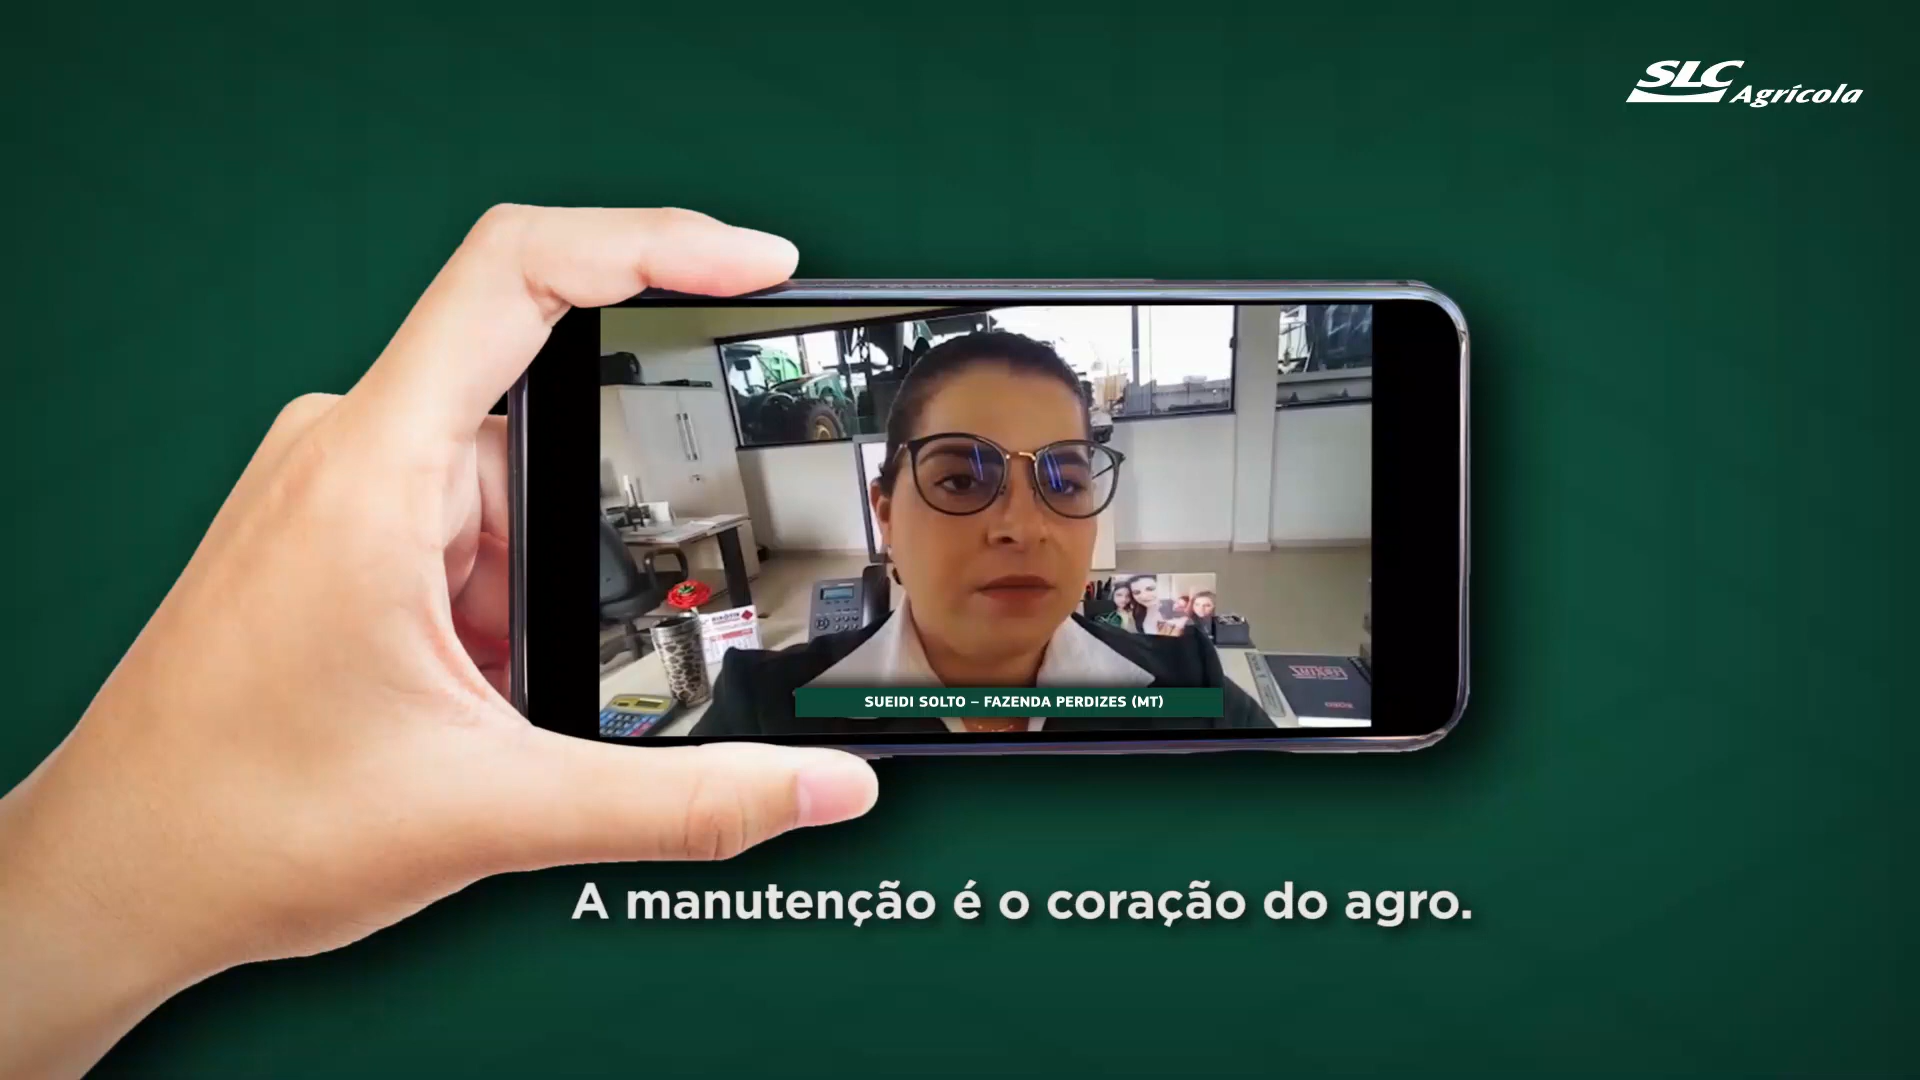 SLC Agrícola
SUEIDI SOLTO – FAZENDA PERDIZES (MT)
A manutenção é o coração do agro.